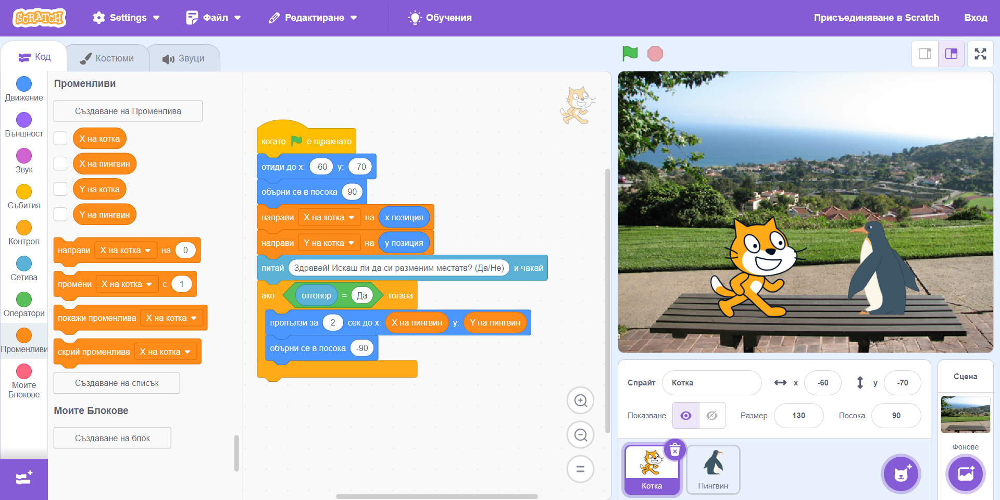 SCRATCH
Settings
Файл
Редактиране
Обучения
Присъединяване в Scratch
Вход
Код
Костюми
Звуци
Движение
Външност
Звук
Събития
Контрол
Сетива
Оператори
Променливи
Моите
Блокове
Променливи
Създаване на Променлива
X на котка
X на пингвин
Y на котка
Y на пингвин
направи X на котка на 0
промени X на котка с 1
покажи променлива X на котка
скрий променлива X на котка
Създаване на списък
Моите Блокове
Създаване на блок
когато е щракнато
отиди до x: -60 y: -70
обърни се в посока 90
направи X на котка на x позиция
направи Y на котка на y позиция
питай Здравей! Искаш ли да си разменим местата? (Да/Не) и чакай
ако отговор = Да тогава
пропълзи за 2 сек до x: X на пингвин y: Y на пингвин
обърни се в посока -90
Спрайт Котка x -60 y -70
Показване Размер 130 Посока 90
Котка
Пингвин
Сцена
Фонове